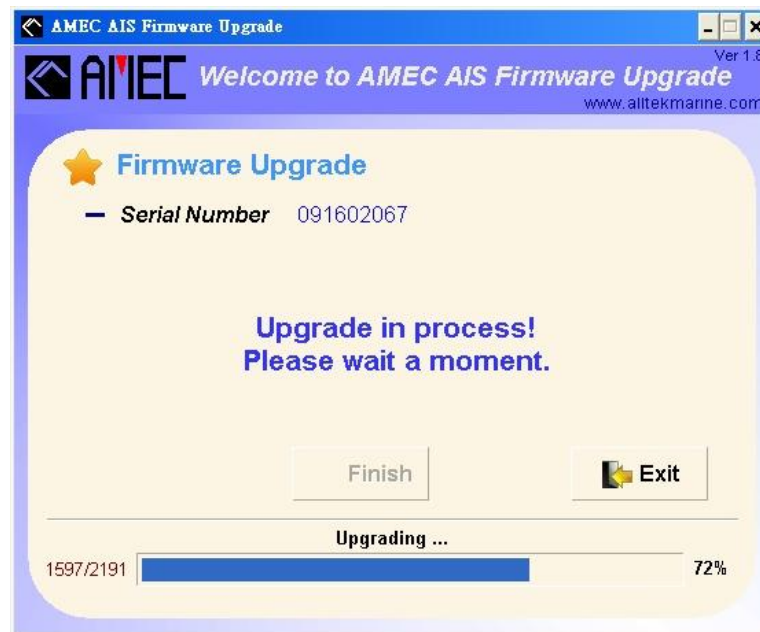 AMEC AIS Firmware Upgrade
Ver 1.8
AMEC Welcome to AMEC AIS Firmware Upgrade
www.alltekmarine.com
Firmware Upgrade
Serial Number 091602067
Upgrade in process!
Please wait a moment.
Finish Exit
Upgrading ...
1597/2191 72%